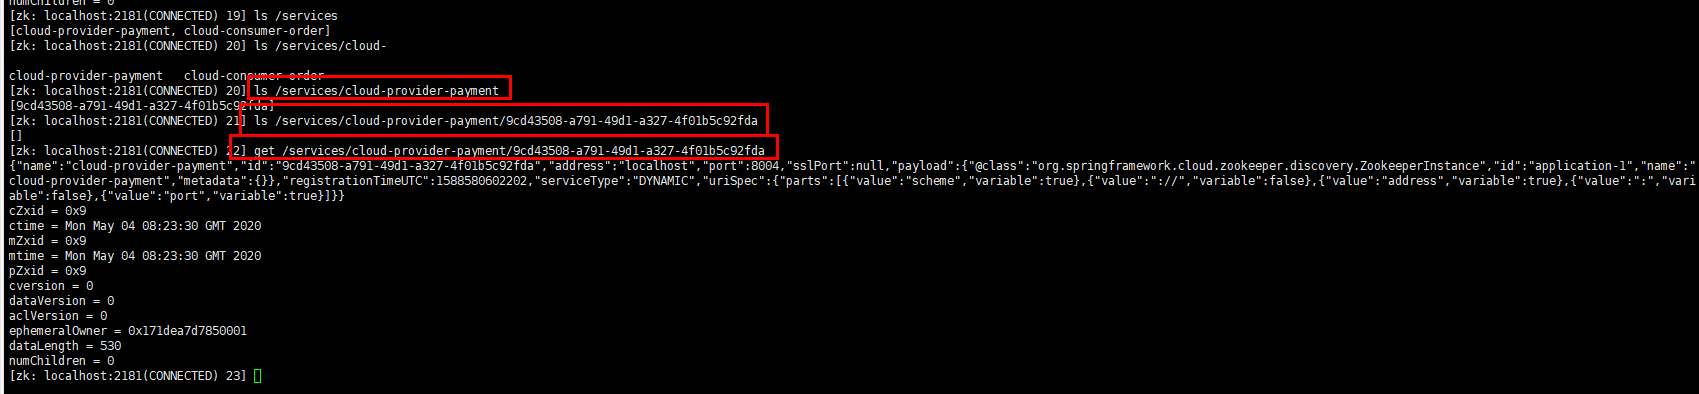 numChildren = 0
[zk: localhost:2181(CONNECTED) 19] ls /services
[cloud-provider-payment, cloud-consumer-order]
[zk: localhost:2181(CONNECTED) 20] ls /services/cloud-
cloud-provider-payment   cloud-consumer-order
[zk: localhost:2181(CONNECTED) 20] ls /services/cloud-provider-payment
[9cd43508-a791-49d1-a327-4f01b5c92fda]
[zk: localhost:2181(CONNECTED) 21] ls /services/cloud-provider-payment/9cd43508-a791-49d1-a327-4f01b5c92fda
[]
[zk: localhost:2181(CONNECTED) 22] get /services/cloud-provider-payment/9cd43508-a791-49d1-a327-4f01b5c92fda
{"name":"cloud-provider-payment","id":"9cd43508-a791-49d1-a327-4f01b5c92fda","address":"localhost","port":8004,"sslPort":null,"payload":{"@class":"org.springframework.cloud.zookeeper.discovery.ZookeeperInstance","id":"application-1","name":"
cloud-provider-payment","metadata":{}},"registrationTimeUTC":1588580602202,"serviceType":"DYNAMIC","uriSpec":{"parts":[{"value":"scheme","variable":true},{"value":"://","variable":false},{"value":"address","variable":true},{"value":":","vari
able":false},{"value":"port","variable":true}]}}
cZxid = 0x9
ctime = Mon May 04 08:23:30 GMT 2020
mZxid = 0x9
mtime = Mon May 04 08:23:30 GMT 2020
pZxid = 0x9
cversion = 0
dataVersion = 0
aclVersion = 0
ephemeralOwner = 0x171dea7d7850001
dataLength = 530
numChildren = 0
[zk: localhost:2181(CONNECTED) 23]